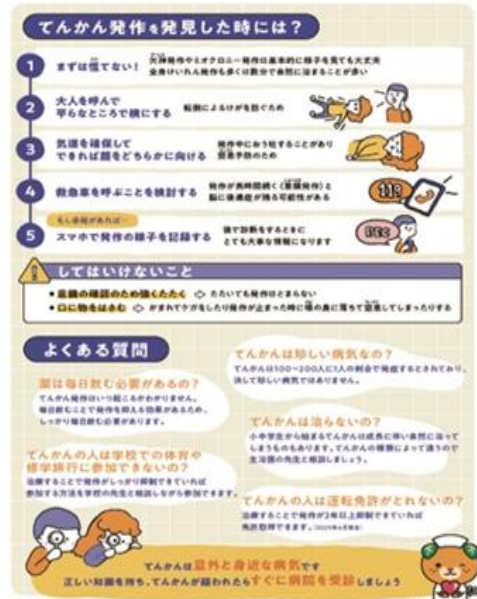 てんかん発作を発見した時には？
1
まずは慌てない！
欠神発作やミオクロニー発作は基本的に様子を見ても大丈夫
全身けいれん発作も多くは数分で自然に治まることが多い
2
大人を呼んで
平らなところで横にする
転倒によるけがを防ぐため
3
気道を確保して
できれば顔をどちらかに向ける
発作中におう吐することがあり
窒息予防のため
4
救急車を呼ぶことを検討する
発作が長時間続く(重積発作)と
脳に後遺症が残る可能性がある
119
もし余裕があれば…
5
スマホで発作の様子を記録する
後で診断をするときに
とても大事な情報になります
REC
してはいけないこと
•意識の確認のため強くたたく ⇨ たたいても発作はとまらない
•口に物をはさむ ⇨ かまれてケガをしたり発作が止まった時に喉の奥に落ちて窒息してしまったりする
よくある質問
薬は毎日飲む必要があるの？
てんかん発作はいつ起こるかわかりません。
毎日飲むことで発作を抑える効果があるため、
しっかり毎日飲む必要があります。
てんかんの人は学校での体育や
修学旅行に参加できないの？
治療することで発作がしっかり抑制できていれば
参加する方法を学校の先生と相談しながら参加できます。
てんかんは珍しい病気なの？
てんかんは100〜200人に1人の割合で発症するとされており、
決して珍しい病気ではありません。
てんかんは治らないの？
小中学生から始まるてんかんは成長に伴い自然に治って
しまうものもあります。てんかんの種類によって違うので
主治医の先生と相談しましょう。
てんかんの人は運転免許がとれないの？
治療することで発作が2年以上抑制できていれば
免許取得できます。
てんかんは意外と身近な病気です
正しい知識を持ち、てんかんが疑われたらすぐに病院を受診しましょう